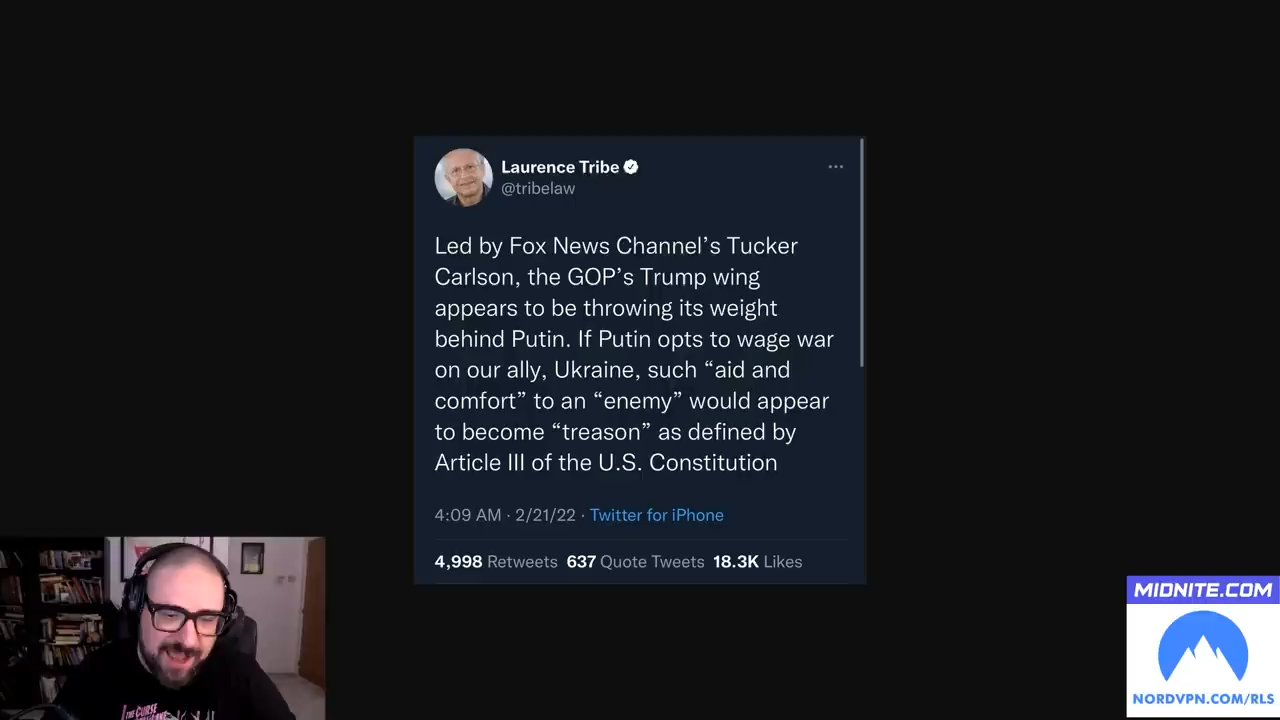 Laurence Tribe
@tribelaw
Led by Fox News Channel’s Tucker
Carlson, the GOP’s Trump wing
appears to be throwing its weight
behind Putin. If Putin opts to wage war
on our ally, Ukraine, such “aid and
comfort” to an “enemy” would appear
to become “treason” as defined by
Article III of the U.S. Constitution
4:09 AM · 2/21/22 · Twitter for iPhone
4,998 Retweets 637 Quote Tweets 18.3K Likes
THE CURSE
MIDNITE.COM
NORDVPN.COM/RLS